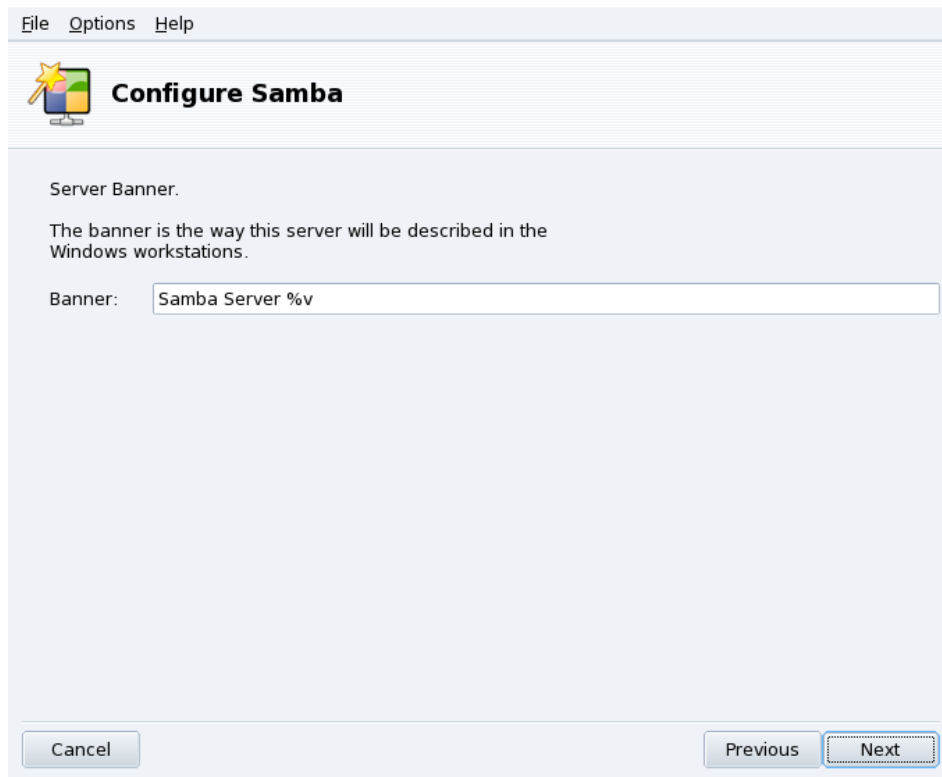 File Options Help
Configure Samba
Server Banner.
The banner is the way this server will be described in the
Windows workstations.
Banner: Samba Server %v
Cancel Previous Next